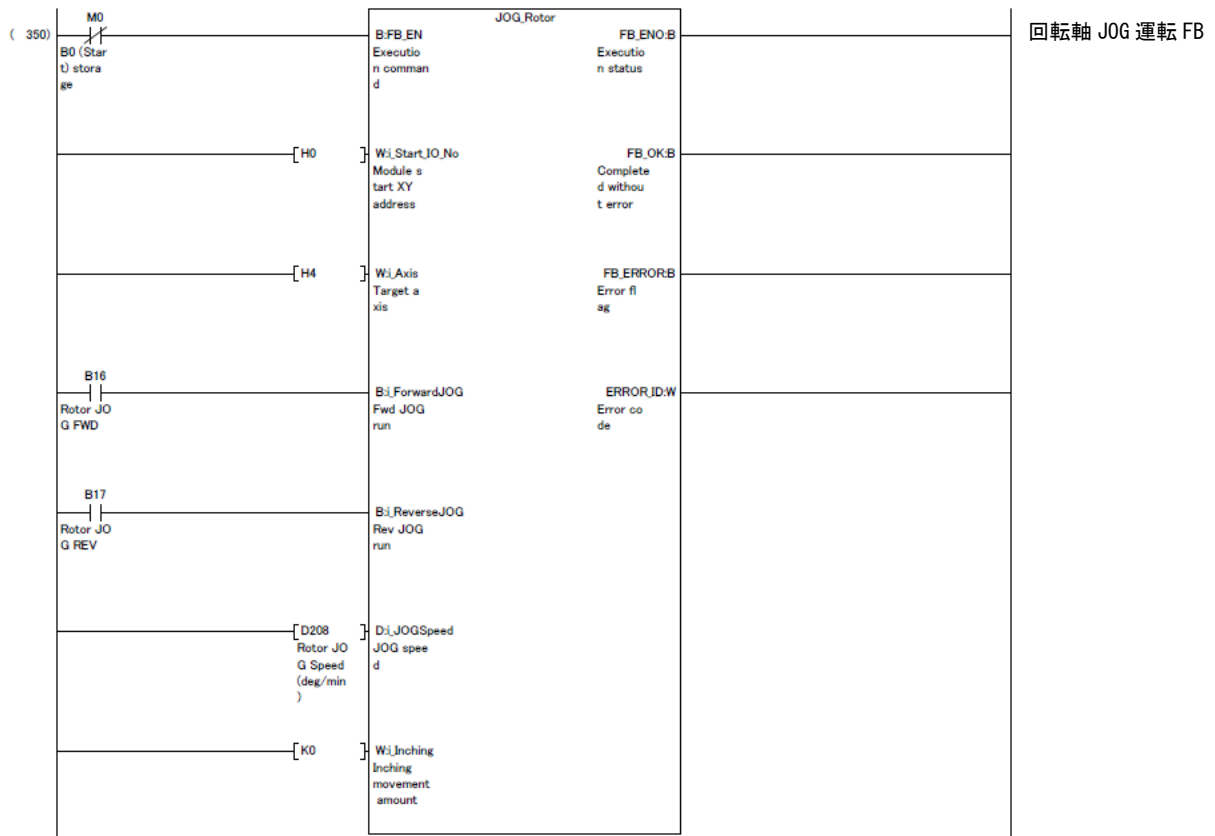 M0
JOG_Rotor
( 350)
B:FB_EN
FB_ENO:B
回転軸 JOG 運転 FB
B0 (Star
t) stora
ge
Executio
n comman
d
Executio
n status
H0
W:i_Start_IO_No
FB_OK:B
Module s
tart XY
address
Complete
d withou
t error
H4
W:i_Axis
FB_ERROR:B
Target a
xis
Error fl
ag
B16
B:i_ForwardJOG
ERROR_ID:W
Rotor JO
G FWD
Fwd JOG
run
Error co
de
B17
B:i_ReverseJOG
Rotor JO
G REV
Rev JOG
run
D208
D:i_JOGSpeed
Rotor JO
G Speed
(deg/min
)
JOG spee
d
K0
W:i_Inching
Inching
movement
amount